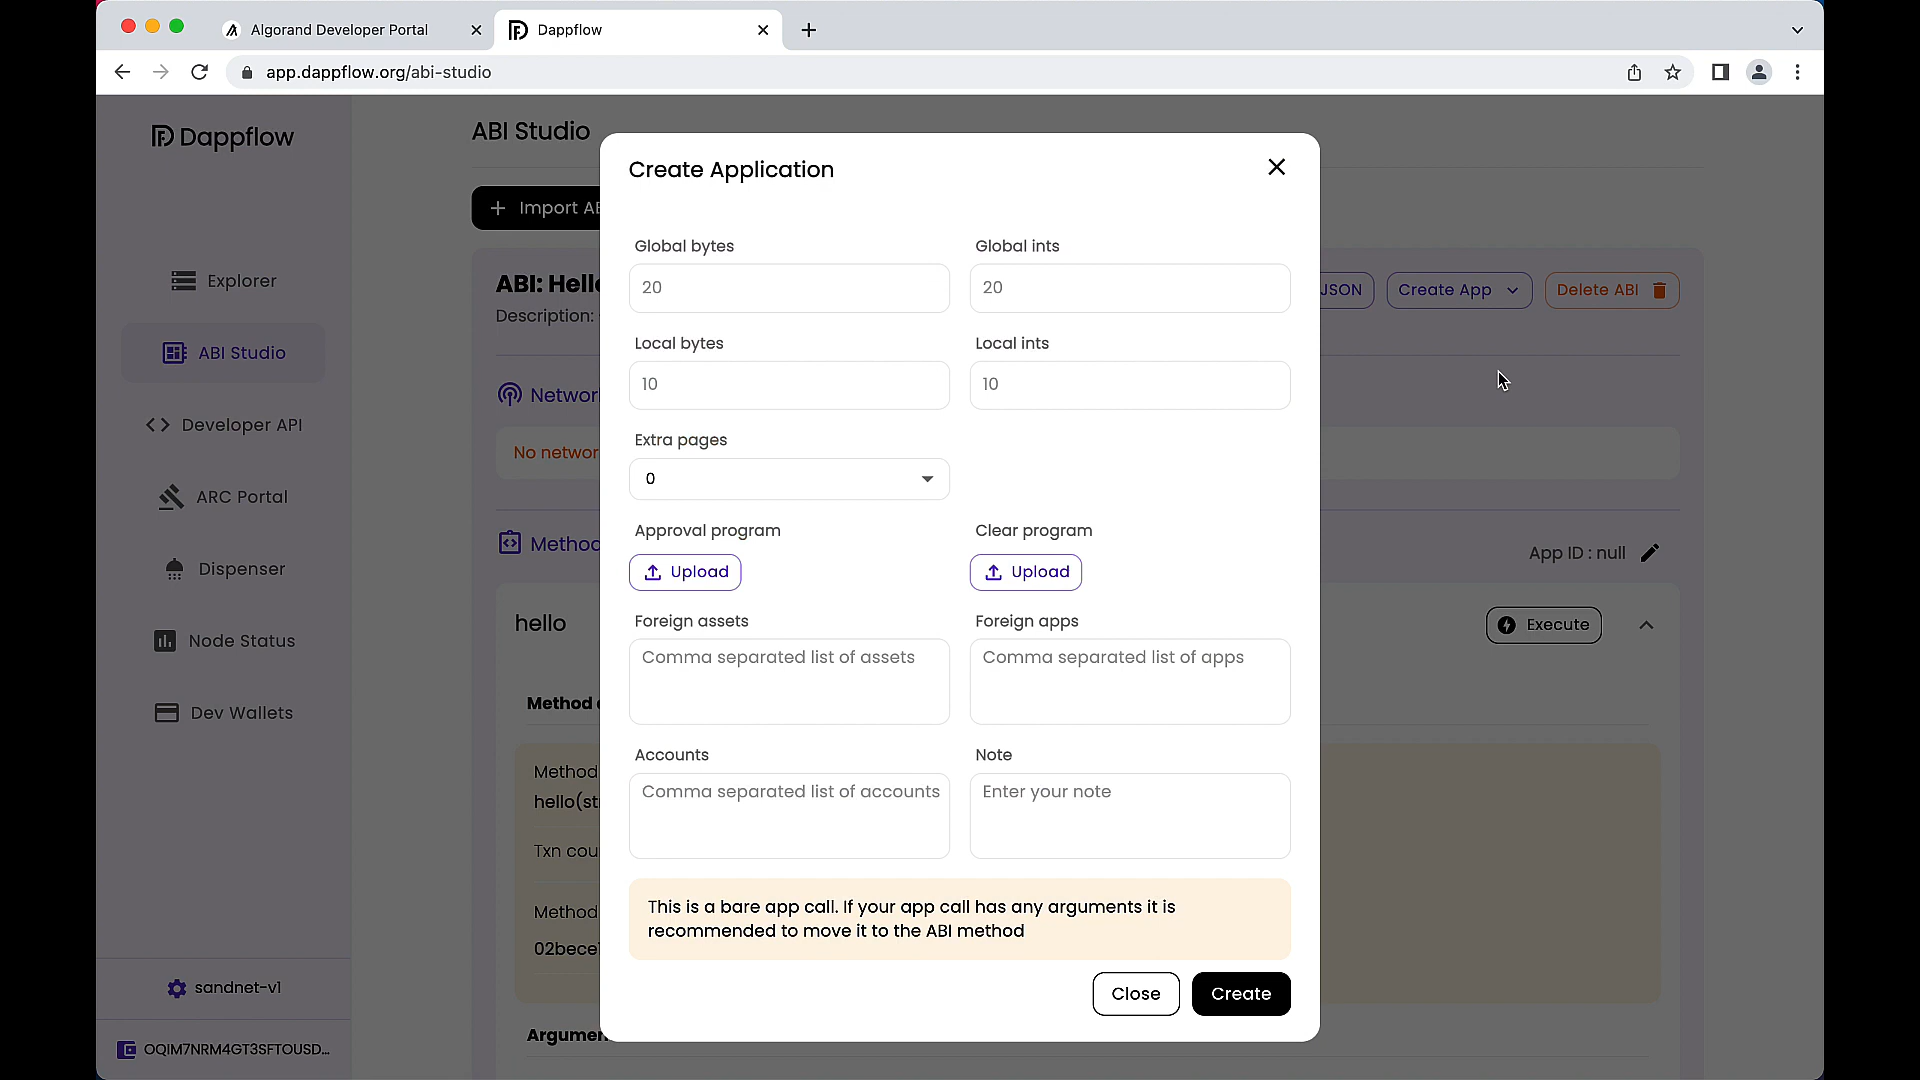 Algorand Developer Portal
Dappflow
app.dappflow.org/abi-studio
Dappflow
Explorer
ABI Studio
Developer API
ARC Portal
Dispenser
Node Status
Dev Wallets
sandnet-v1
OQIM7NRM4GT3SFTOUSD...
ABI Studio
Import AB
ABI: Hello
Description:
JSON
Create App
Delete ABI
Network
No networ
Method
App ID : null
hello
Execute
Method
Method
hello(st
Txn cou
Method
02bece
Argumen
Create Application
Global bytes
Global ints
20
20
Local bytes
Local ints
10
10
Extra pages
0
Approval program
Clear program
Upload
Upload
Foreign assets
Foreign apps
Comma separated list of assets
Comma separated list of apps
Accounts
Note
Comma separated list of accounts
Enter your note
This is a bare app call. If your app call has any arguments it is
recommended to move it to the ABI method
Close
Create